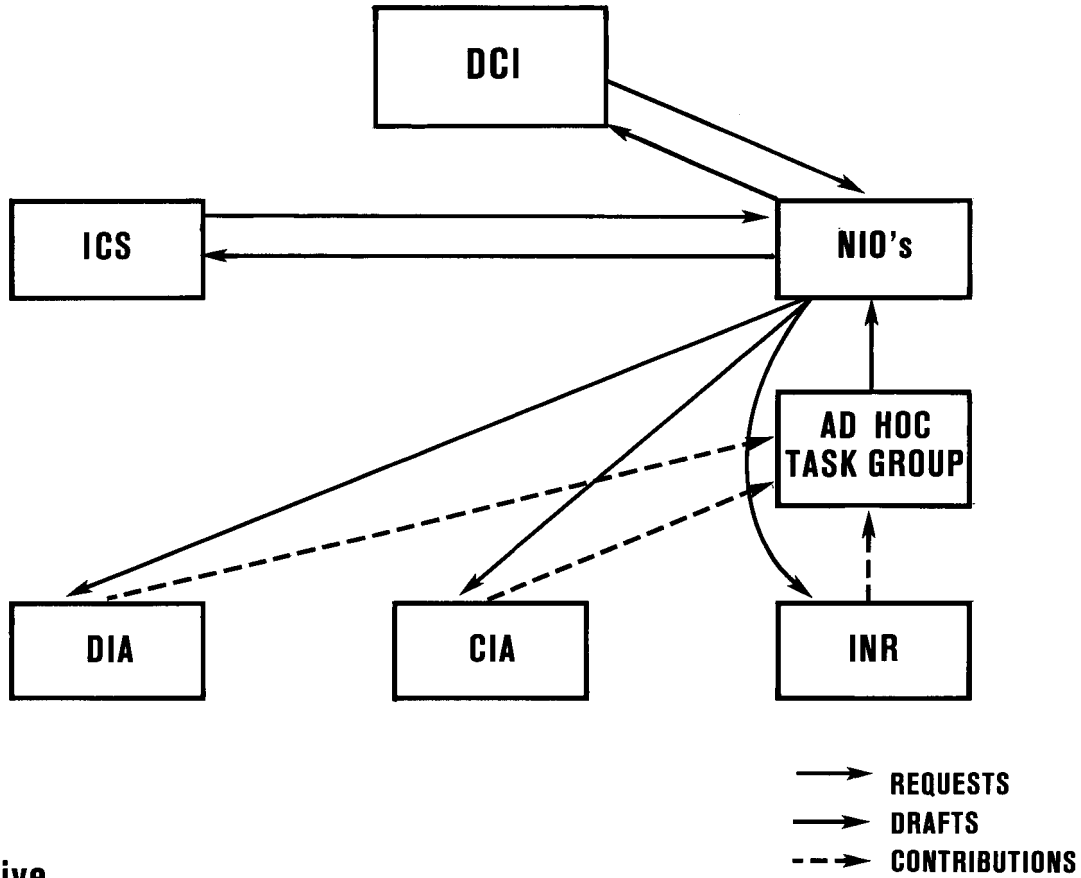 DCI
ICS
NIO's
AD HOC
TASK GROUP
DIA
CIA
INR
REQUESTS
DRAFTS
CONTRIBUTIONS